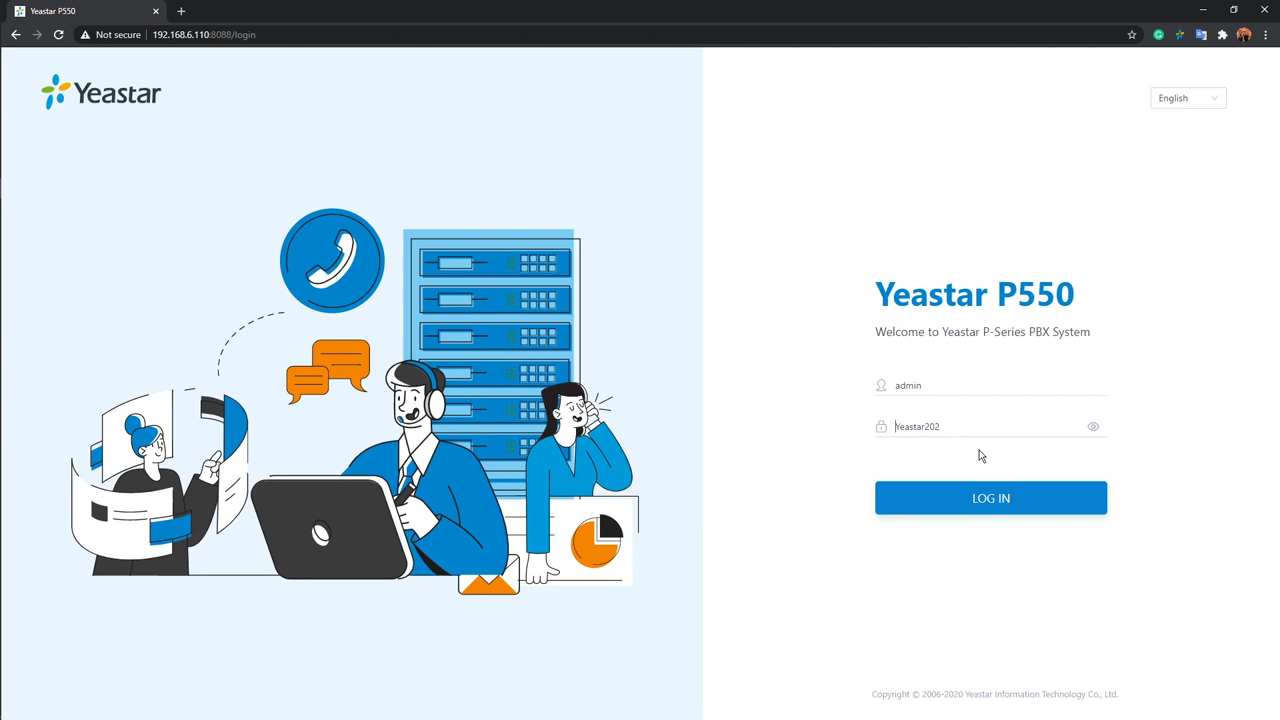 Yeastar P550
Not secure
192.168.6.110:8088/login
Yeastar
English
Yeastar P550
Welcome to Yeastar P-Series PBX System
admin
Yeastar202
LOG IN
Copyright © 2006-2020 Yeastar Information Technology Co., Ltd.